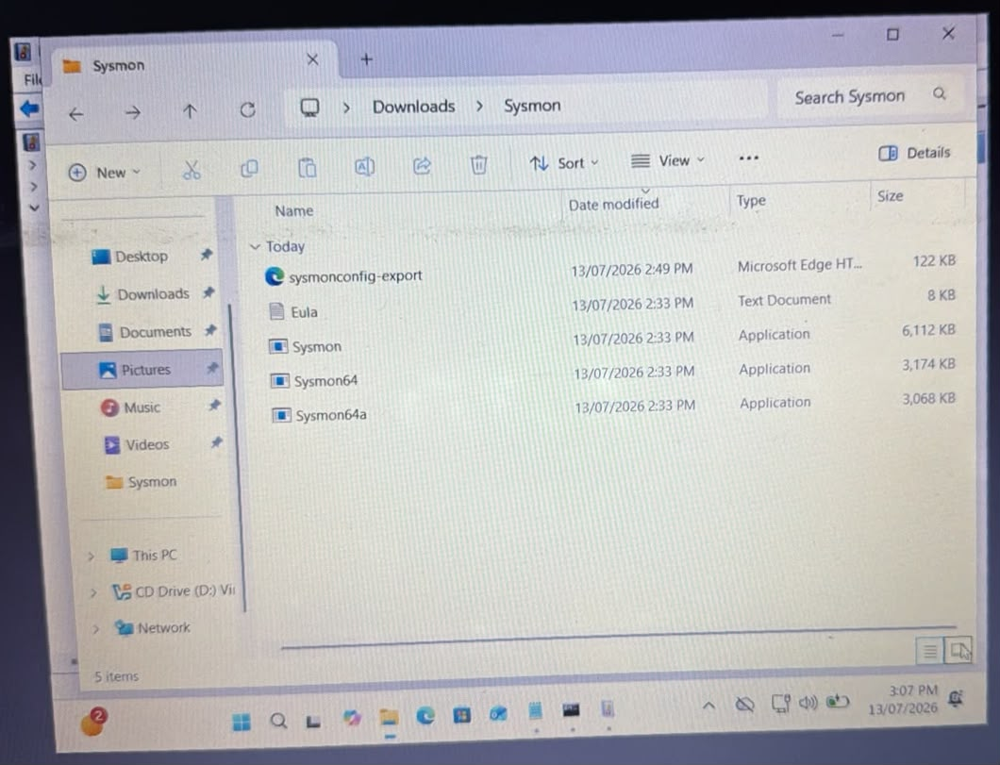 Sysmon
File
Downloads > Sysmon
Search Sysmon
New
Sort
View
Details
Name
Date modified
Type
Size
Today
sysmonconfig-export 13/07/2026 2:49 PM Microsoft Edge HT... 122 KB
Eula 13/07/2026 2:33 PM Text Document 8 KB
Sysmon 13/07/2026 2:33 PM Application 6,112 KB
Sysmon64 13/07/2026 2:33 PM Application 3,174 KB
Sysmon64a 13/07/2026 2:33 PM Application 3,068 KB
Desktop
Downloads
Documents
Pictures
Music
Videos
Sysmon
This PC
CD Drive (D:)
Network
5 items
2
3:07 PM
13/07/2026